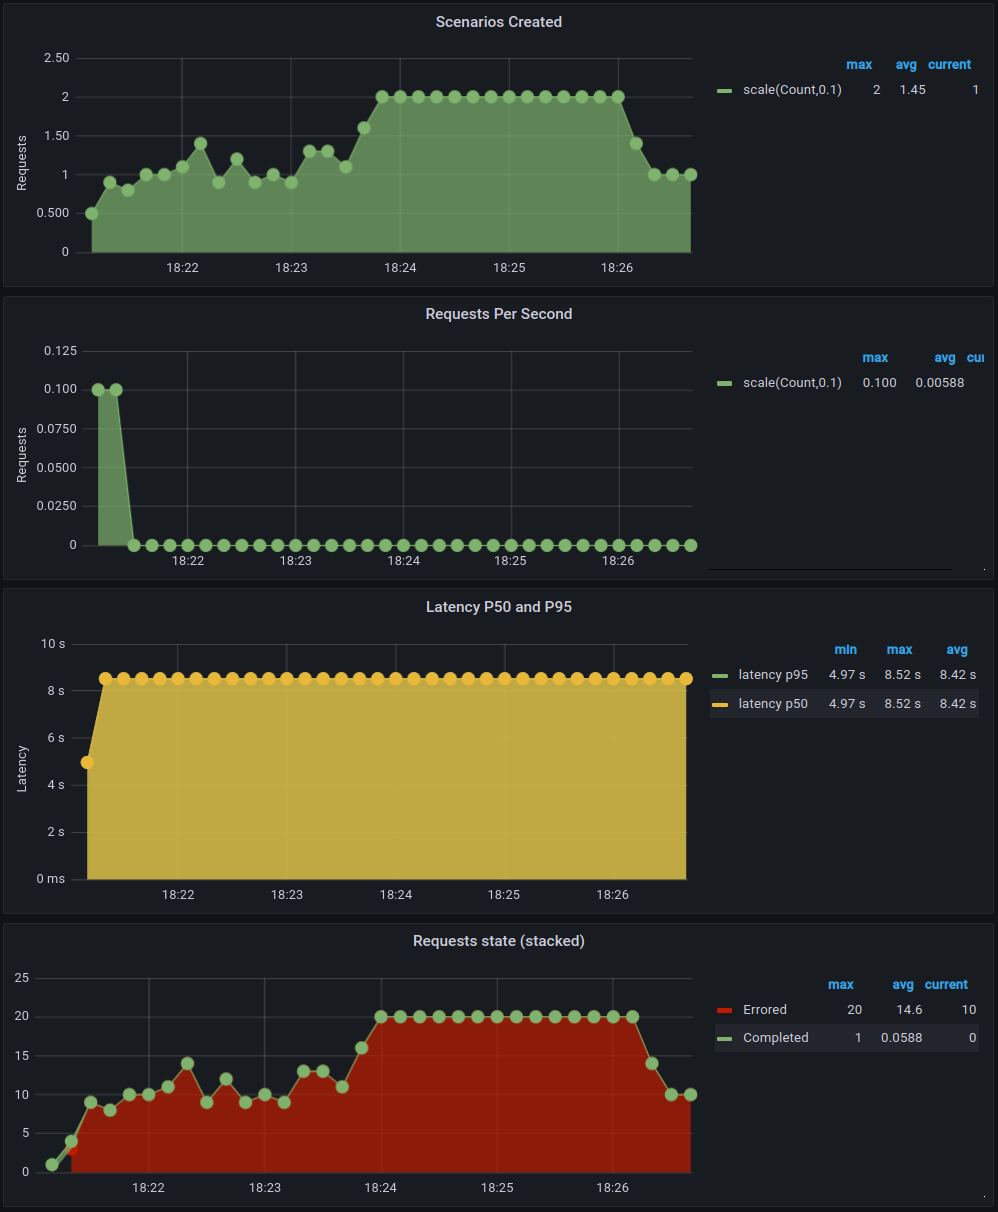 Scenarios Created
2.50
2
1.50
1
0.500
0
Requests
18:22 18:23 18:24 18:25 18:26
max avg current
scale(Count,0.1) 2 1.45 1
Requests Per Second
0.125
0.100
0.0750
0.0500
0.0250
0
Requests
18:22 18:23 18:24 18:25 18:26
max avg cur
scale(Count,0.1) 0.100 0.00588
Latency P50 and P95
10 s
8 s
6 s
4 s
2 s
0 ms
Latency
18:22 18:23 18:24 18:25 18:26
min max avg
latency p95 4.97 s 8.52 s 8.42 s
latency p50 4.97 s 8.52 s 8.42 s
Requests state (stacked)
25
20
15
10
5
0
18:22 18:23 18:24 18:25 18:26
max avg current
Errored 20 14.6 10
Completed 1 0.0588 0